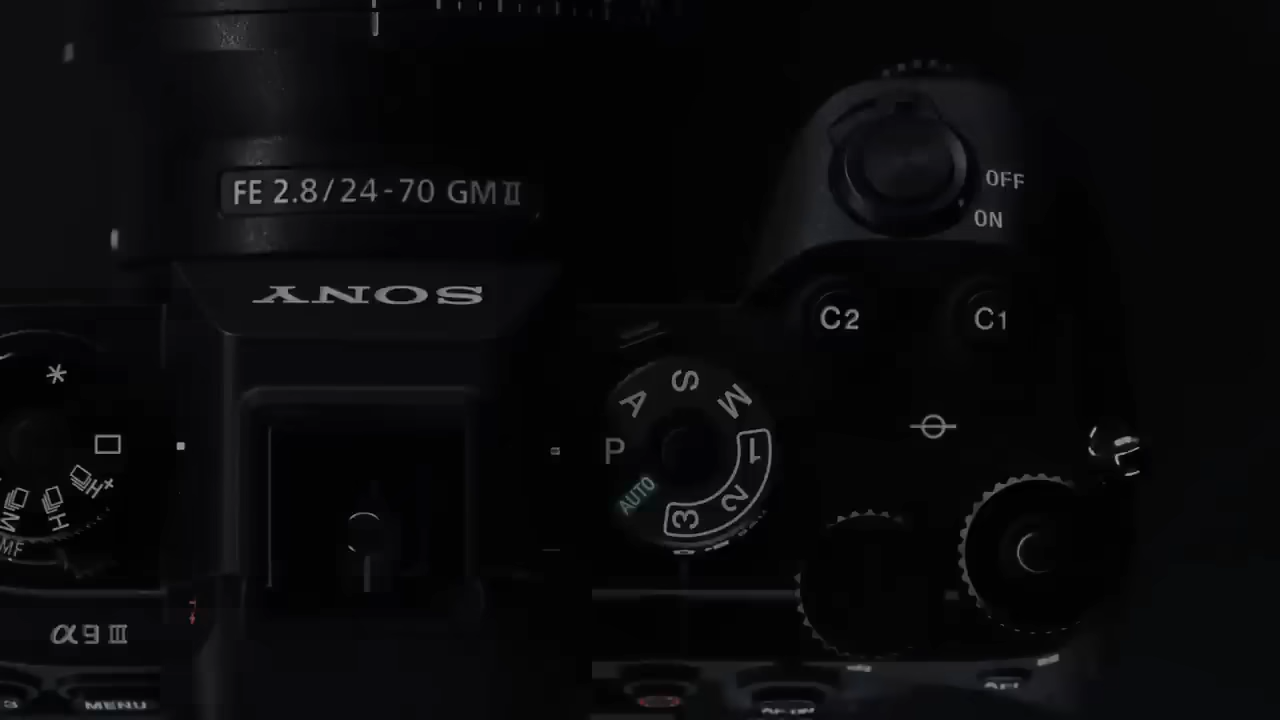 FE 2.8/24-70 GM II
OFF
ON
SONY
C2
C1
S
A
M
P
1
AUTO
2
3
H+
H
M
MF
α9 III
MENU